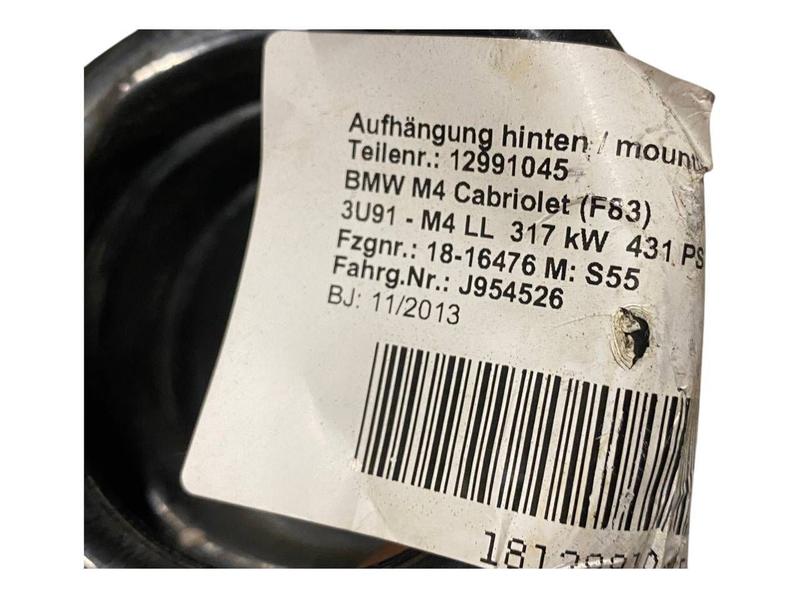 Aufhängung hinten / mount
Teilenr.: 12991045
BMW M4 Cabriolet (F83)
3U91 - M4 LL 317 kW 431 PS
Fzgnr.: 18-16476 M: S55
Fahrg.Nr.: J954526
BJ: 11/2013